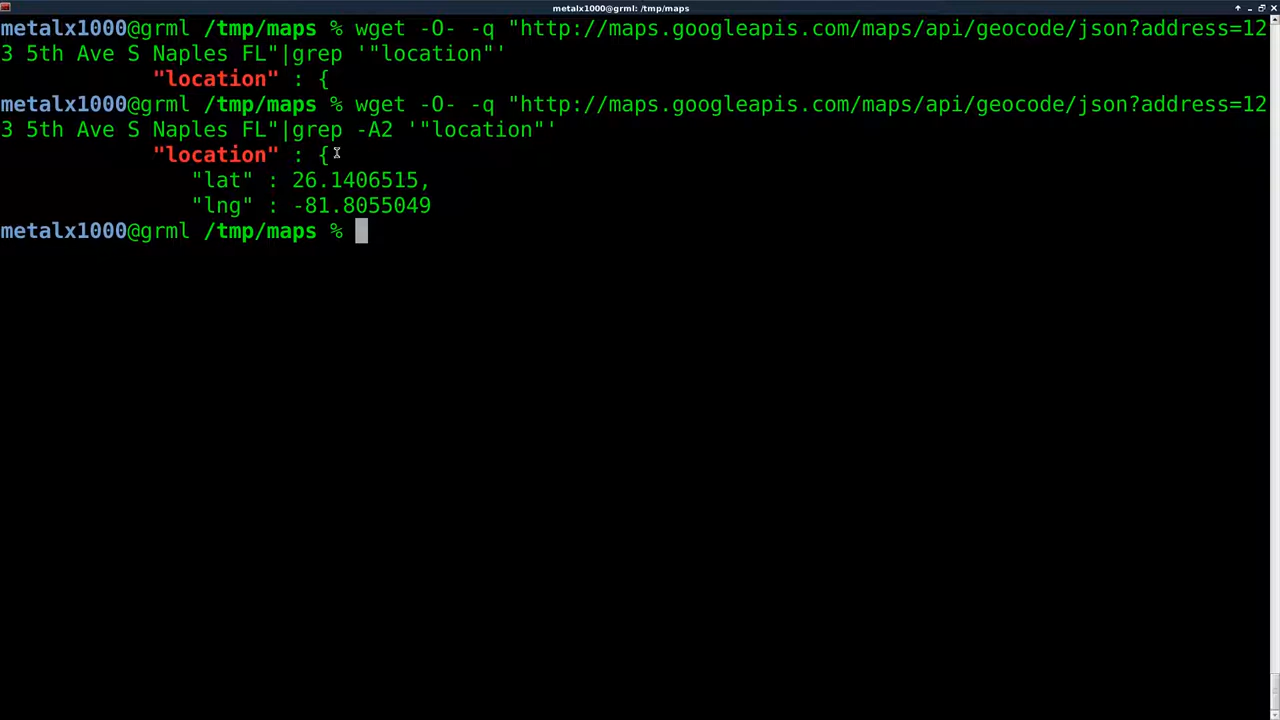 metalx1000@grml: /tmp/maps
metalx1000@grml /tmp/maps % wget -O- -q "http://maps.googleapis.com/maps/api/geocode/json?address=12
3 5th Ave S Naples FL"|grep '"location"'
"location" : {
metalx1000@grml /tmp/maps % wget -O- -q "http://maps.googleapis.com/maps/api/geocode/json?address=12
3 5th Ave S Naples FL"|grep -A2 '"location"'
"location" : {
"lat" : 26.1406515,
"lng" : -81.8055049
metalx1000@grml /tmp/maps %